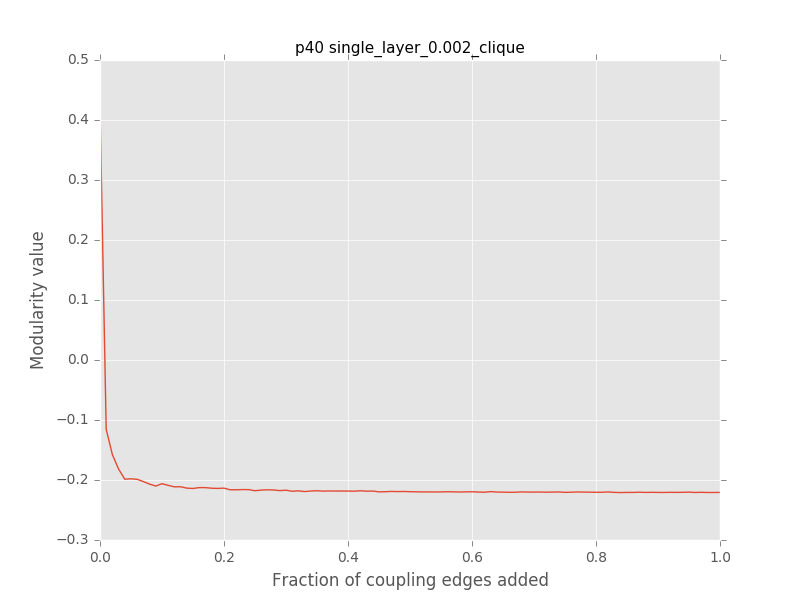 p40 single_layer_0.002_clique
0.5
0.4
0.3
0.2
0.1
0.0
−0.1
−0.2
−0.3
Modularity value
0.0 0.2 0.4 0.6 0.8 1.0
Fraction of coupling edges added